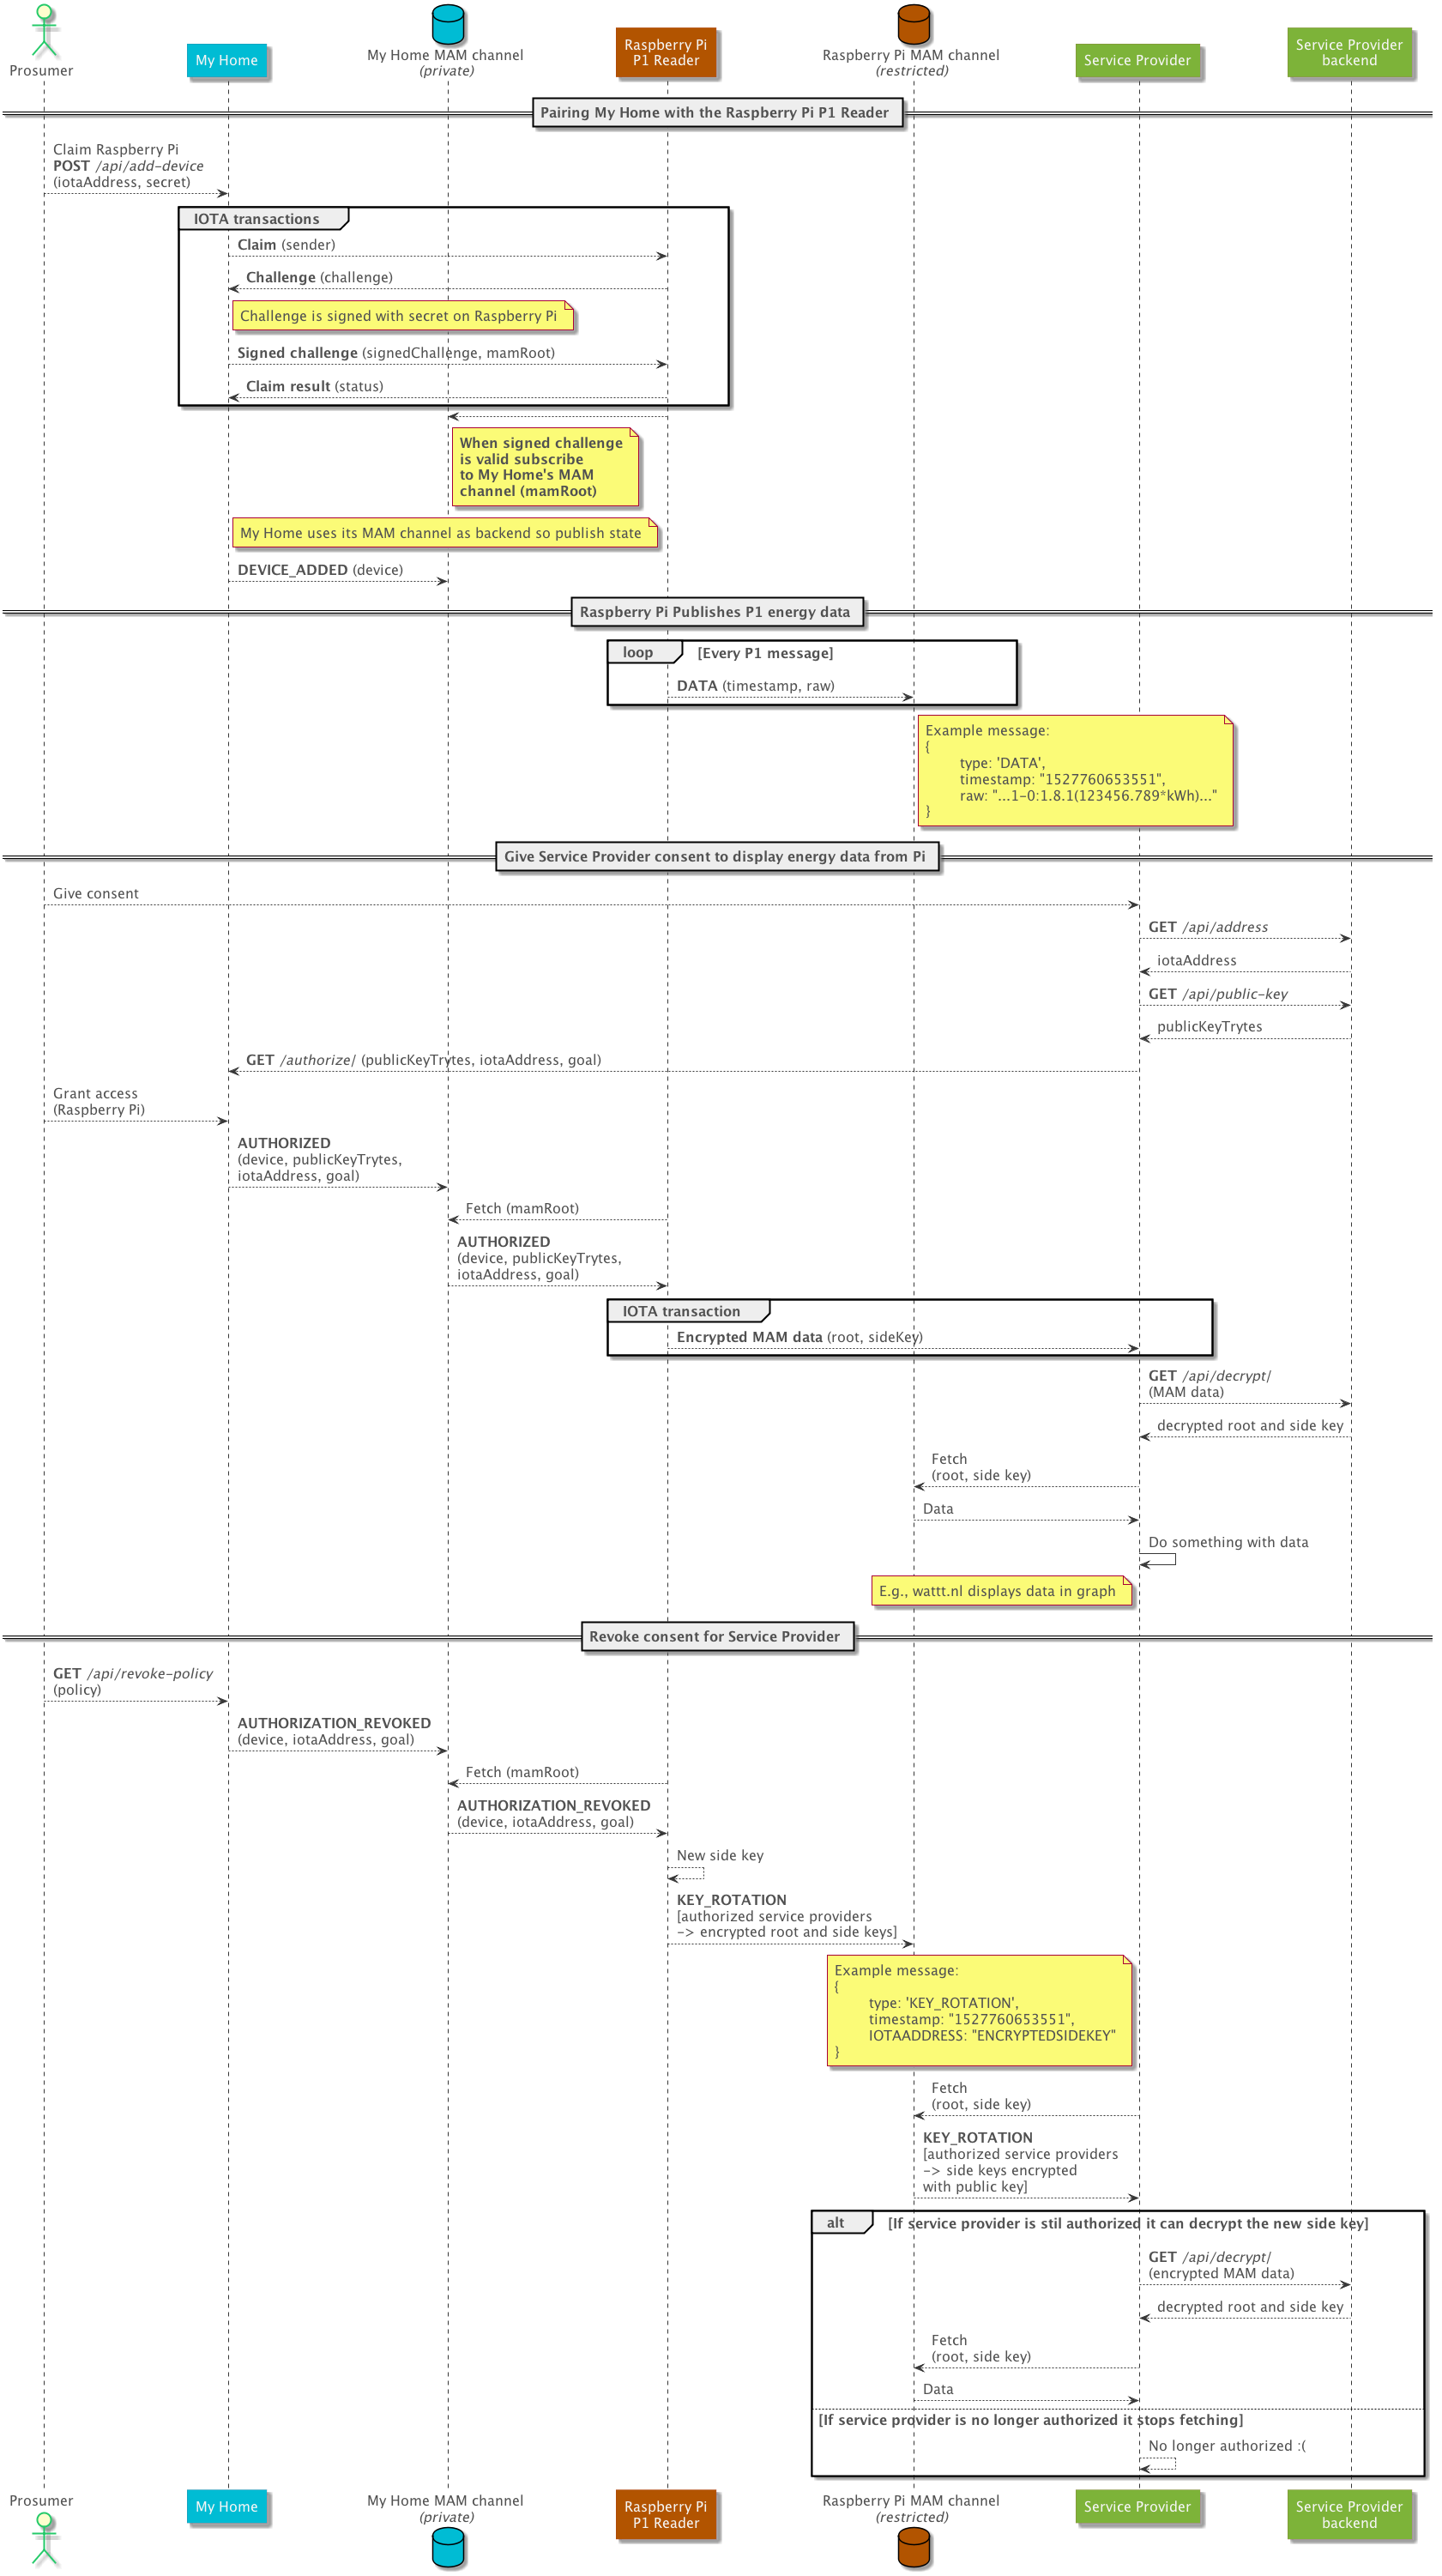 Prosumer
My Home
My Home MAM channel
(private)
Raspberry Pi
P1 Reader
Raspberry Pi MAM channel
(restricted)
Service Provider
Service Provider
backend
Pairing My Home with the Raspberry Pi P1 Reader
Claim Raspberry Pi
POST /api/add-device
(iotaAddress, secret)
IOTA transactions
Claim (sender)
Challenge (challenge)
Challenge is signed with secret on Raspberry Pi
Signed challenge (signedChallenge, mamRoot)
Claim result (status)
When signed challenge
is valid subscribe
to My Home's MAM
channel (mamRoot)
My Home uses its MAM channel as backend so publish state
DEVICE_ADDED (device)
Raspberry Pi Publishes P1 energy data
loop
[Every P1 message]
DATA (timestamp, raw)
Example message:
{
type: 'DATA',
timestamp: "1527760653551",
raw: "...1-0:1.8.1(123456.789*kWh)..."
}
Give Service Provider consent to display energy data from Pi
Give consent
GET /api/address
iotaAddress
GET /api/public-key
publicKeyTrytes
GET /authorize/ (publicKeyTrytes, iotaAddress, goal)
Grant access
(Raspberry Pi)
AUTHORIZED
(device, publicKeyTrytes,
iotaAddress, goal)
Fetch (mamRoot)
AUTHORIZED
(device, publicKeyTrytes,
iotaAddress, goal)
IOTA transaction
Encrypted MAM data (root, sideKey)
GET /api/decrypt/
(MAM data)
decrypted root and side key
Fetch
(root, side key)
Data
Do something with data
E.g., wattt.nl displays data in graph
Revoke consent for Service Provider
GET /api/revoke-policy
(policy)
AUTHORIZATION_REVOKED
(device, iotaAddress, goal)
Fetch (mamRoot)
AUTHORIZATION_REVOKED
(device, iotaAddress, goal)
New side key
KEY_ROTATION
[authorized service providers
-> encrypted root and side keys]
Example message:
{
type: 'KEY_ROTATION',
timestamp: "1527760653551",
IOTAADDRESS: "ENCRYPTEDSIDEKEY"
}
Fetch
(root, side key)
KEY_ROTATION
[authorized service providers
-> side keys encrypted
with public key]
alt
[If service provider is stil authorized it can decrypt the new side key]
GET /api/decrypt/
(encrypted MAM data)
decrypted root and side key
Fetch
(root, side key)
Data
[If service provider is no longer authorized it stops fetching]
No longer authorized :(
Prosumer
My Home
My Home MAM channel
(private)
Raspberry Pi
P1 Reader
Raspberry Pi MAM channel
(restricted)
Service Provider
Service Provider
backend